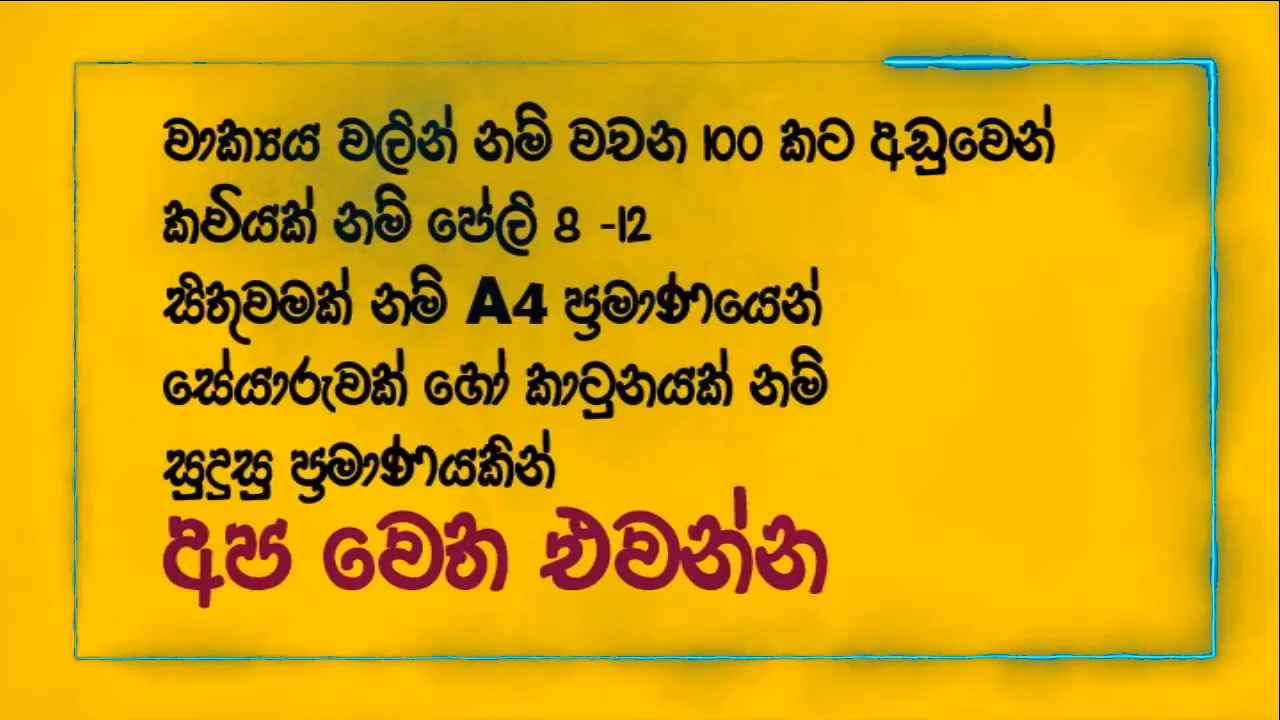 වාක්‍යය වලින් නම් වචන 100 කට අඩුවෙන්
කවියක් නම් පේලි 8 -12
සිතුවමක් නම් A4 ප්‍රමාණයෙන්
සේයාරුවක් හෝ කාටුනයක් නම්
සුදුසු ප්‍රමාණයකින්
අප වෙත එවන්න